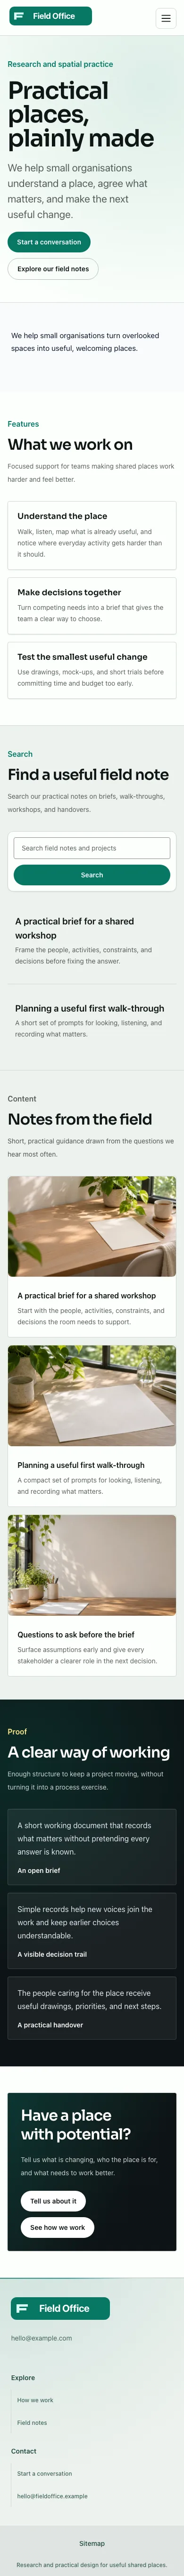 Field Office
Research and spatial practice
Practical
places,
plainly made
We help small organisations
understand a place, agree what
matters, and make the next
useful change.
Start a conversation
Explore our field notes
We help small organisations turn overlooked
spaces into useful, welcoming places.
Features
What we work on
Focused support for teams making shared places work
harder and feel better.
Understand the place
Walk, listen, map what is already useful, and
notice where everyday activity gets harder than
it should.
Make decisions together
Turn competing needs into a brief that gives the
team a clear way to choose.
Test the smallest useful change
Use drawings, mock-ups, and short trials before
committing time and budget too early.
Search
Find a useful field note
Search our practical notes on briefs, walk-throughs,
workshops, and handovers.
Search field notes and projects
Search
A practical brief for a shared
workshop
Frame the people, activities, constraints, and
decisions before fixing the answer.
Planning a useful first walk-through
A short set of prompts for looking, listening, and
recording what matters.
Content
Notes from the field
Short, practical guidance drawn from the questions we
hear most often.
A practical brief for a shared workshop
Start with the people, activities, constraints, and
decisions the room needs to support.
Planning a useful first walk-through
A compact set of prompts for looking, listening,
and recording what matters.
Questions to ask before the brief
Surface assumptions early and give every
stakeholder a clearer role in the next decision.
Proof
A clear way of working
Enough structure to keep a project moving, without
turning it into a process exercise.
A short working document that records
what matters without pretending every
answer is known.
An open brief
Simple records help new voices join the
work and keep earlier choices
understandable.
A visible decision trail
The people caring for the place receive
useful drawings, priorities, and next steps.
A practical handover
Have a place
with potential?
Tell us what is changing, who the place is for,
and what needs to work better.
Tell us about it
See how we work
Field Office
hello@example.com
Explore
How we work
Field notes
Contact
Start a conversation
hello@fieldoffice.example
Sitemap
Research and practical design for useful shared places.